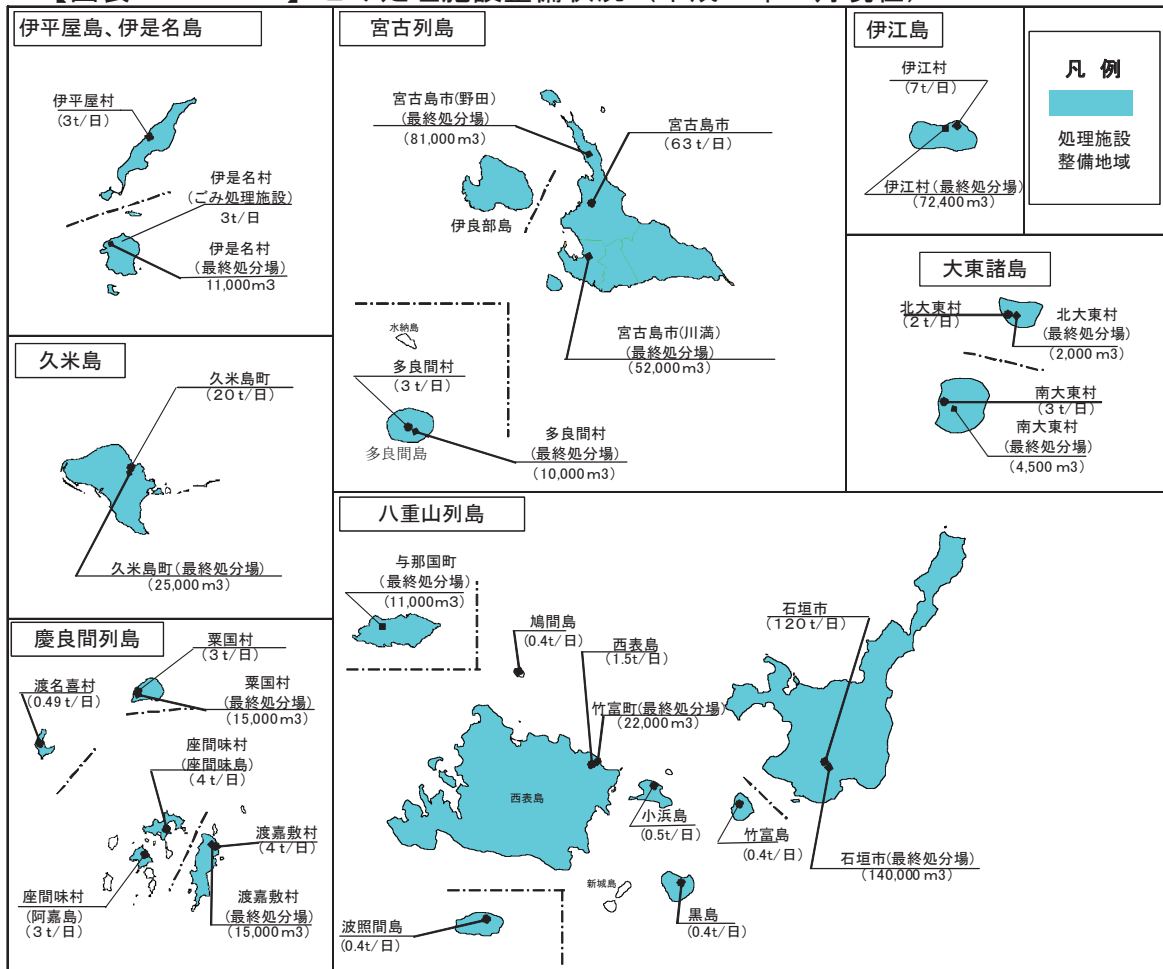 伊平屋島、伊是名島
伊平屋村
(3t/日)
伊是名村
(ごみ処理施設)
3t/日
伊是名村
(最終処分場)
11,000m3
久米島
久米島町
(20t/日)
久米島町(最終処分場)
(25,000m3)
慶良間列島
粟国村
(3t/日)
渡名喜村
(0.49t/日)
粟国村
(最終処分場)
(15,000m3)
座間味村
(座間味島)
(4t/日)
渡嘉敷村
(4t/日)
座間味村
(阿嘉島)
(3t/日)
渡嘉敷村
(最終処分場)
(15,000m3)
宮古列島
宮古島市(野田)
(最終処分場)
(81,000m3)
宮古島市
(63t/日)
伊良部島
水納島
宮古島市(川満)
(最終処分場)
(52,000m3)
多良間村
(3t/日)
多良間島
多良間村
(最終処分場)
(10,000m3)
伊江島
伊江村
(7t/日)
伊江村(最終処分場)
(72,400m3)
凡 例
処理施設
整備地域
大東諸島
北大東村
(2t/日)
北大東村
(最終処分場)
(2,000m3)
南大東村
(3t/日)
南大東村
(最終処分場)
(4,500m3)
八重山列島
与那国町
(最終処分場)
(11,000m3)
鳩間島
(0.4t/日)
西表島
(1.5t/日)
竹富町(最終処分場)
(22,000m3)
石垣市
(120t/日)
西表島
小浜島
(0.5t/日)
竹富島
(0.4t/日)
石垣市(最終処分場)
(140,000m3)
新城島
黒島
(0.4t/日)
波照間島
(0.4t/日)